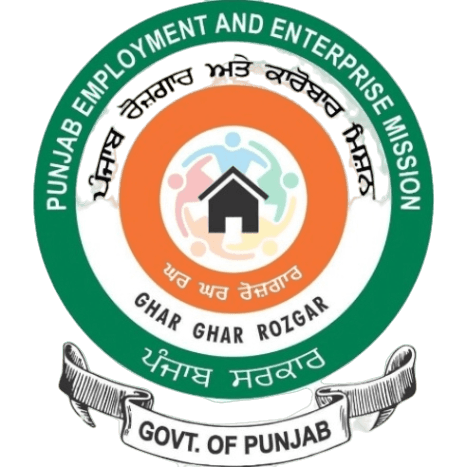 PUNJAB EMPLOYMENT AND ENTERPRISE MISSION
ਪੰਜਾਬ ਰੋਜ਼ਗਾਰ ਅਤੇ ਕਾਰੋਬਾਰ ਮਿਸ਼ਨ
ਘਰ ਘਰ ਰੋਜ਼ਗਾਰ
GHAR GHAR ROZGAR
ਪੰਜਾਬ ਸਰਕਾਰ
GOVT. OF PUNJAB